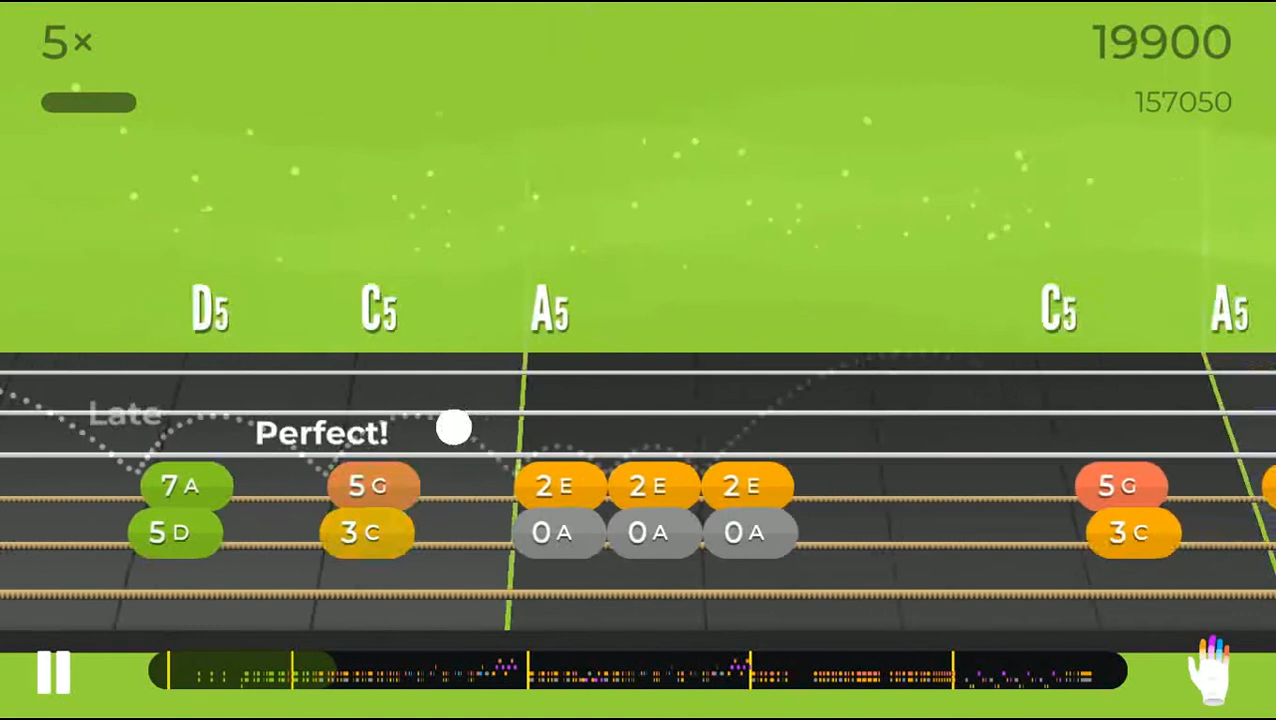 5× 19900
157050
D5 C5 A5 C5 A5
Late
Perfect!
7 A 5 G 2 E 2 E 2 E 5 G
5 D 3 C 0 A 0 A 0 A 3 C